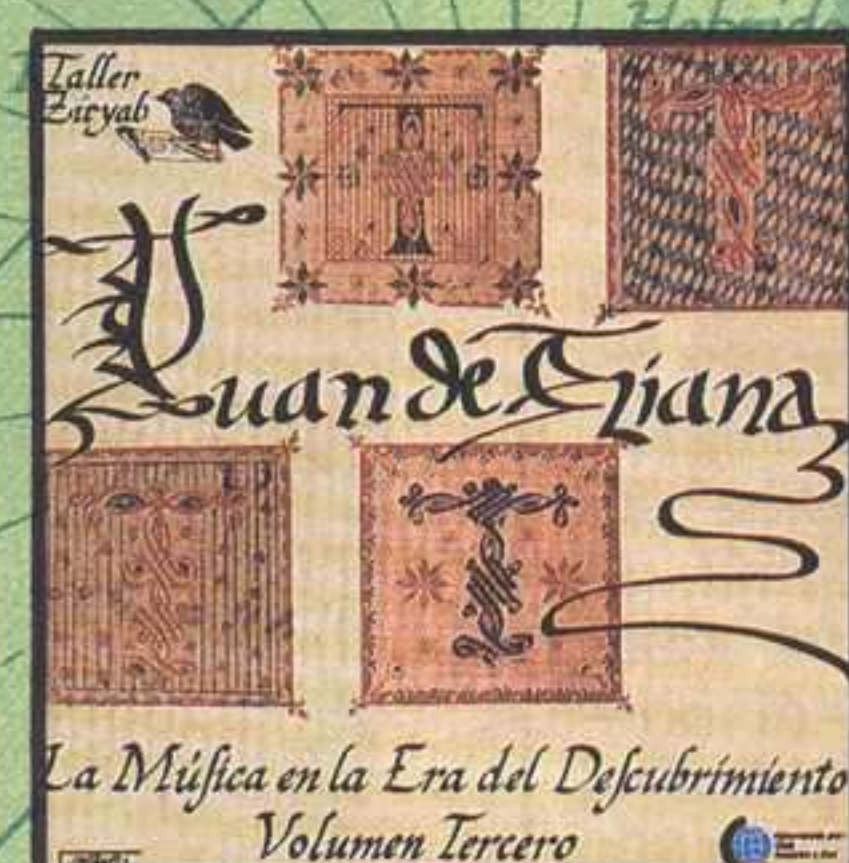 Taller
Ziryab
Juan de Triana
La Múſica en la Era del Deſcubrimiento
Volumen Tercero